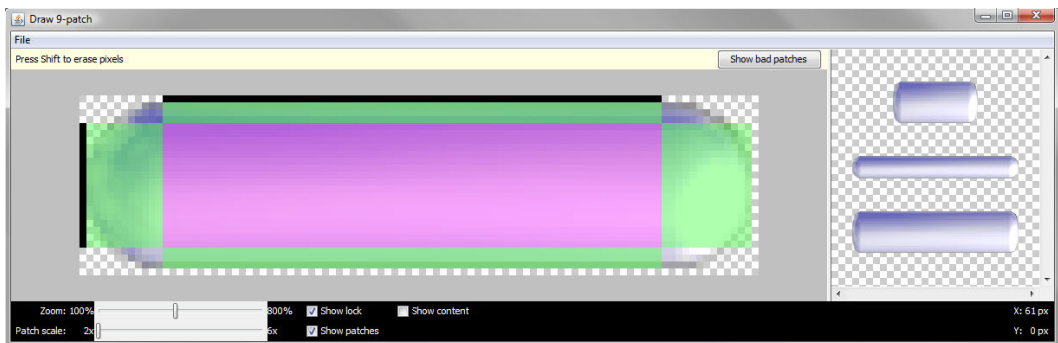 Draw 9-patch
File
Press Shift to erase pixels
Show bad patches
Zoom: 100% 800% Show lock Show content X: 61 px
Patch scale: 2x 6x Show patches Y: 0 px